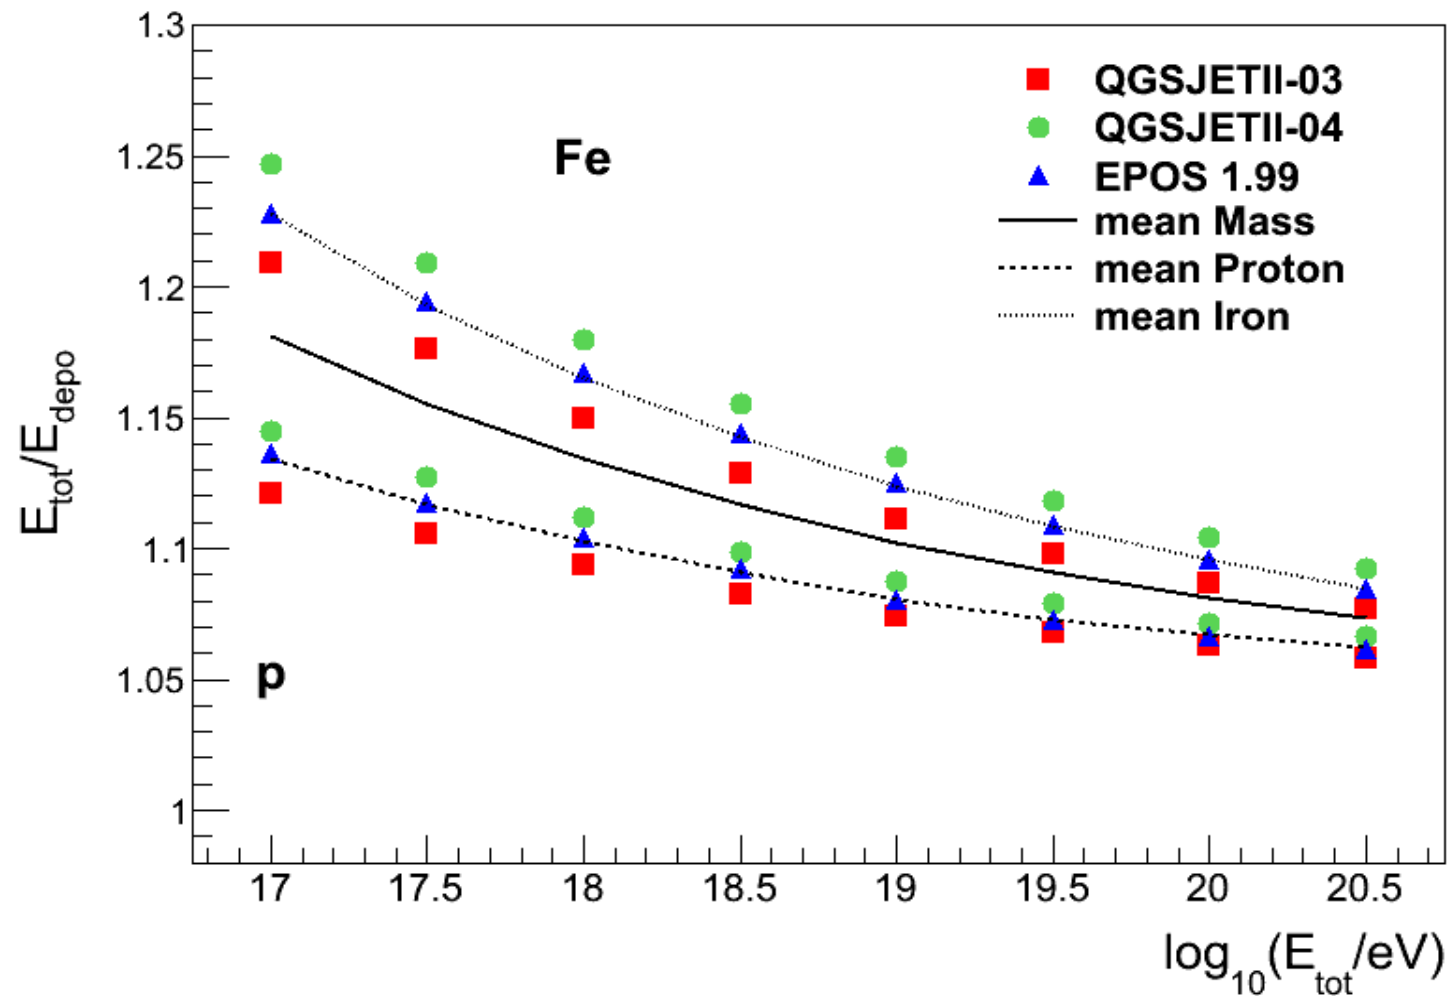 1.3
1.25
1.2
1.15
1.1
1.05
1
E_tot/E_depo
Fe
p
QGSJETII-03
QGSJETII-04
EPOS 1.99
mean Mass
mean Proton
mean Iron
17 17.5 18 18.5 19 19.5 20 20.5
log_10(E_tot/eV)